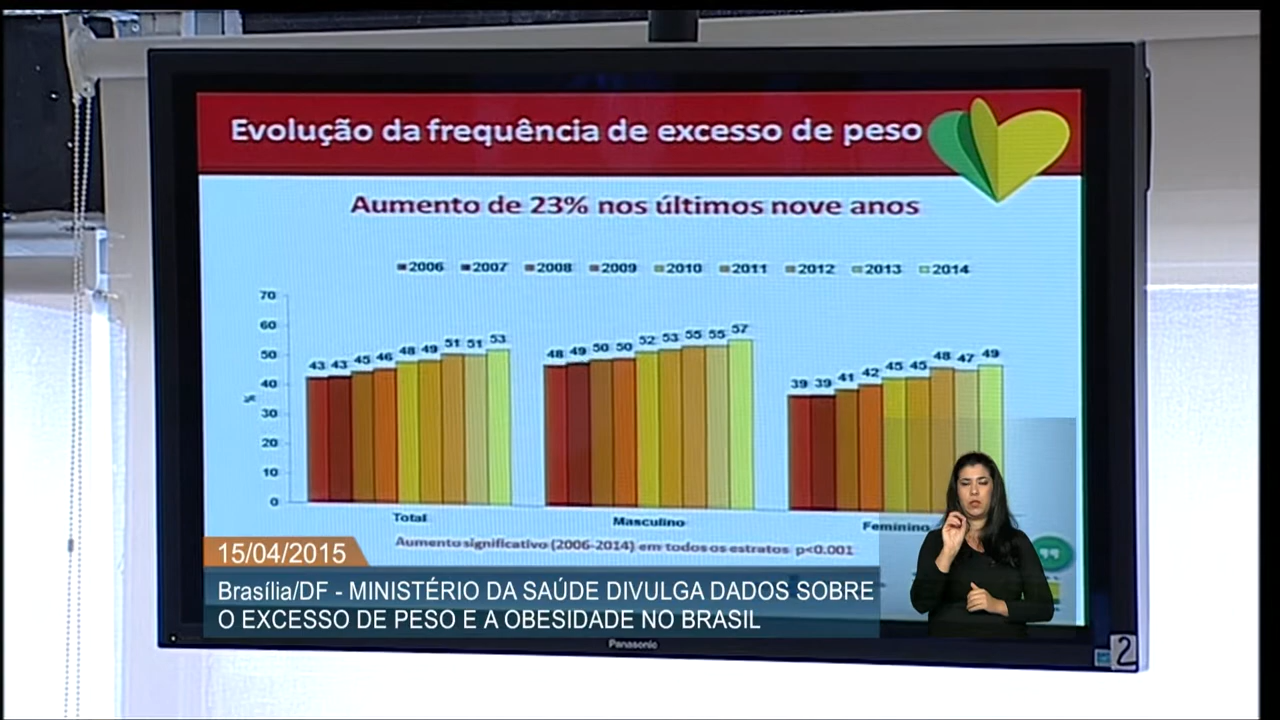 Evolução da frequência de excesso de peso
Aumento de 23% nos últimos nove anos
2006 2007 2008 2009 2010 2011 2012 2013 2014
70
60
50
40
30
20
10
0
%
43 43 45 46 48 49 51 51 53
48 49 50 50 52 53 55 55 57
39 39 41 42 45 45 48 47 49
Total Masculino Feminino
Aumento significativo (2006-2014) em todos os estratos p<0.001
15/04/2015
Brasília/DF - MINISTÉRIO DA SAÚDE DIVULGA DADOS SOBRE
O EXCESSO DE PESO E A OBESIDADE NO BRASIL
Panasonic
2